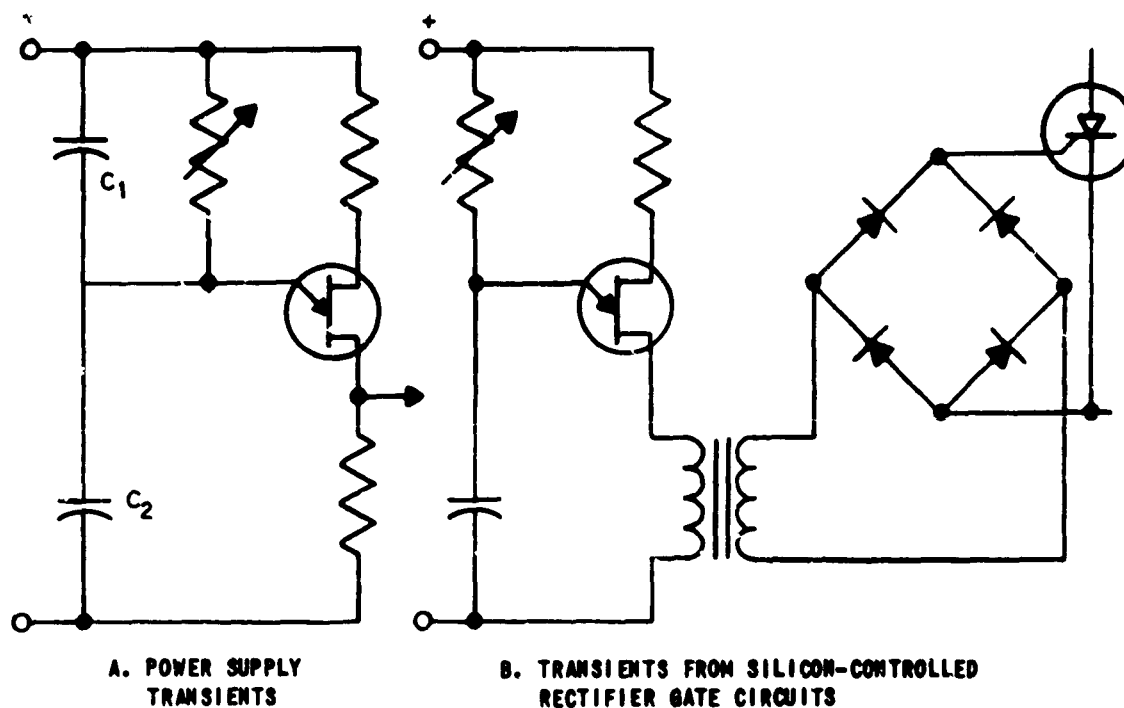 +
+
C1
C2
A. POWER SUPPLY
TRANSIENTS
B. TRANSIENTS FROM SILICON-CONTROLLED
RECTIFIER GATE CIRCUITS